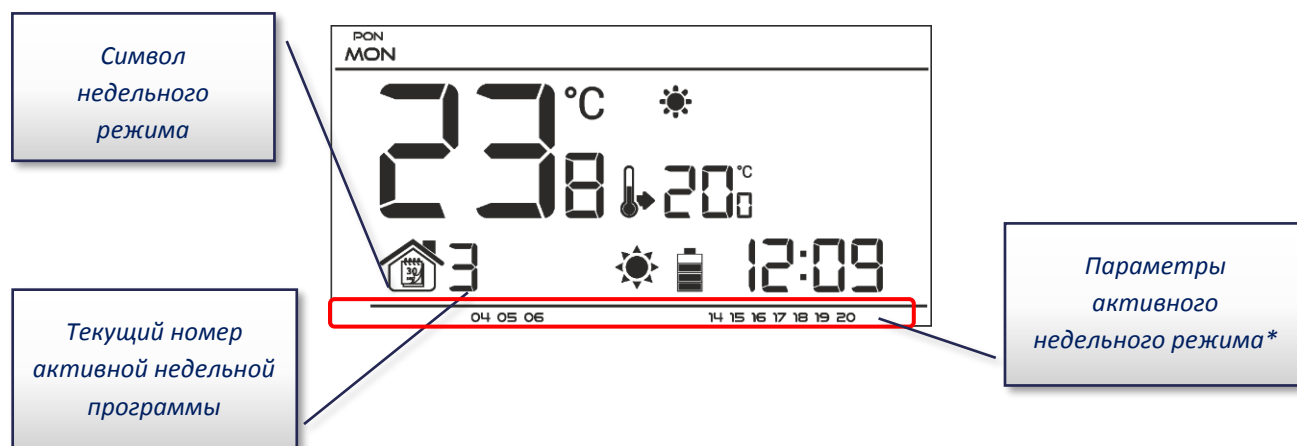 Символ
недельного
режима
PON
MON
23 °C
8 20 °C
0
30
3 12:09
04 05 06 14 15 16 17 18 19 20
Текущий номер
активной недельной
программы
Параметры
активного
недельного режима*